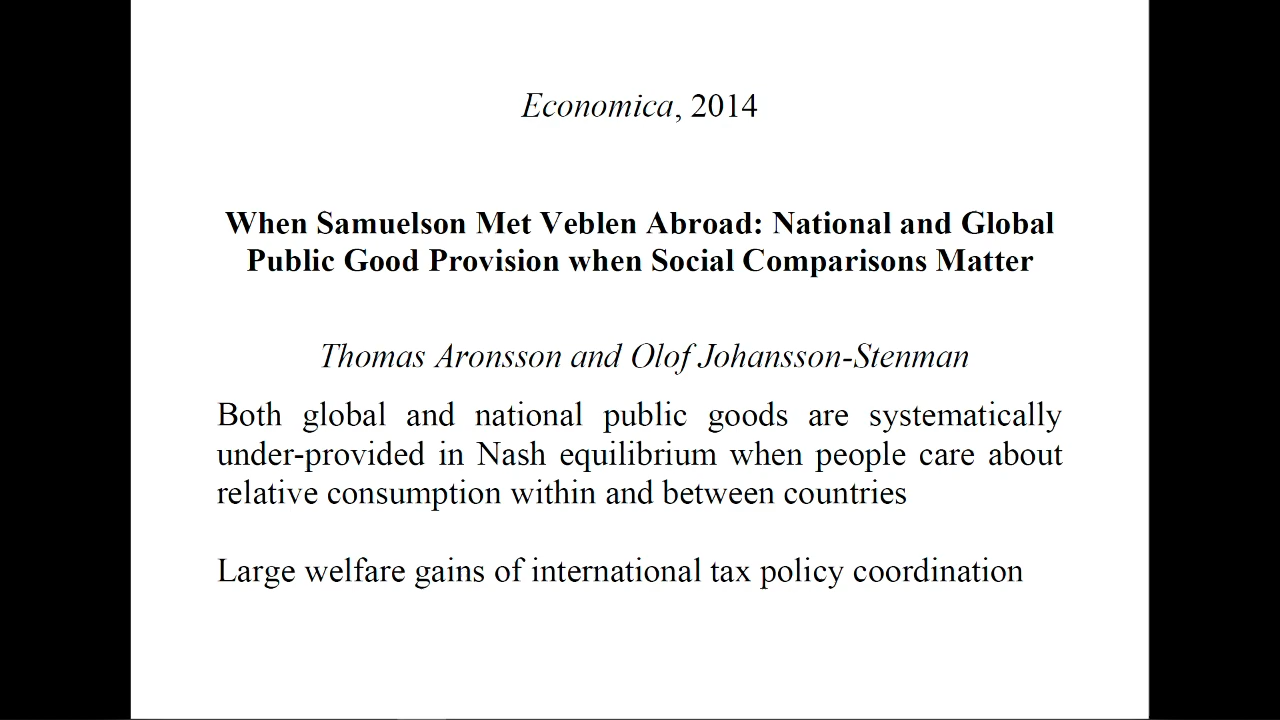 Economica, 2014
When Samuelson Met Veblen Abroad: National and Global
Public Good Provision when Social Comparisons Matter
Thomas Aronsson and Olof Johansson-Stenman
Both global and national public goods are systematically
under-provided in Nash equilibrium when people care about
relative consumption within and between countries
Large welfare gains of international tax policy coordination